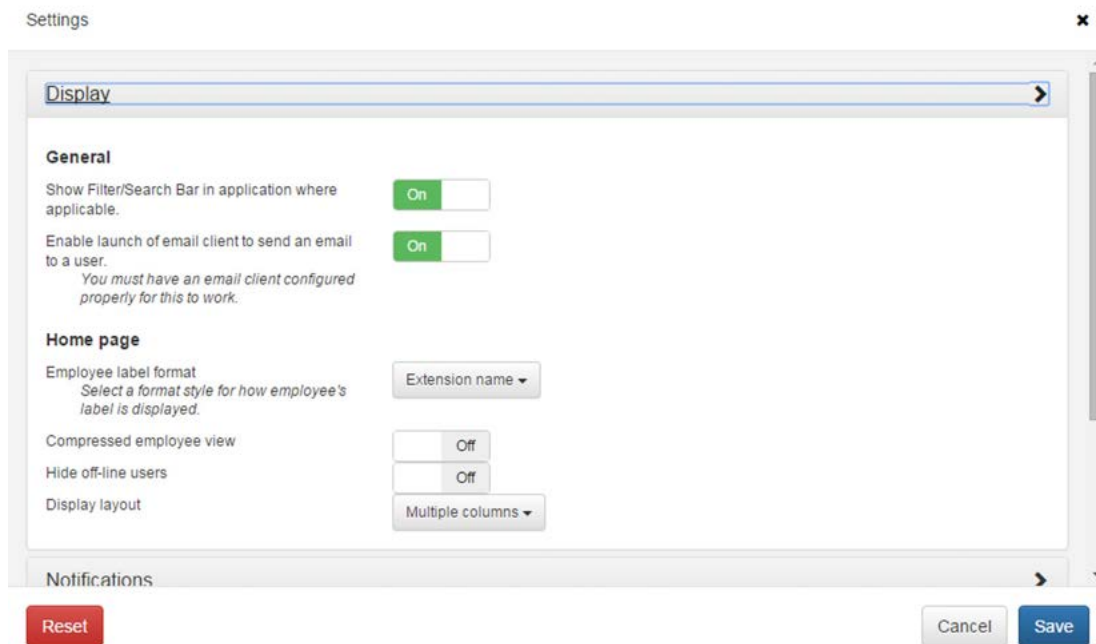 Settings
Display
General
Show Filter/Search Bar in application where
applicable.
On
Enable launch of email client to send an email
to a user.
On
You must have an email client configured
properly for this to work.
Home page
Employee label format
Extension name
Select a format style for how employee's
label is displayed.
Compressed employee view
Off
Hide off-line users
Off
Display layout
Multiple columns
Notifications
Reset
Cancel
Save